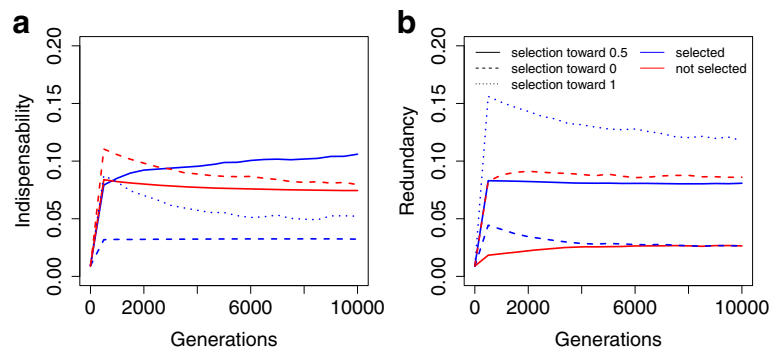 a
b
0.20
0.15
0.10
0.05
0.00
Indispensability
0
2000
6000
10000
Generations
0.20
0.15
0.10
0.05
0.00
Redundancy
selection toward 0.5
selection toward 0
selection toward 1
selected
not selected
0
2000
6000
10000
Generations